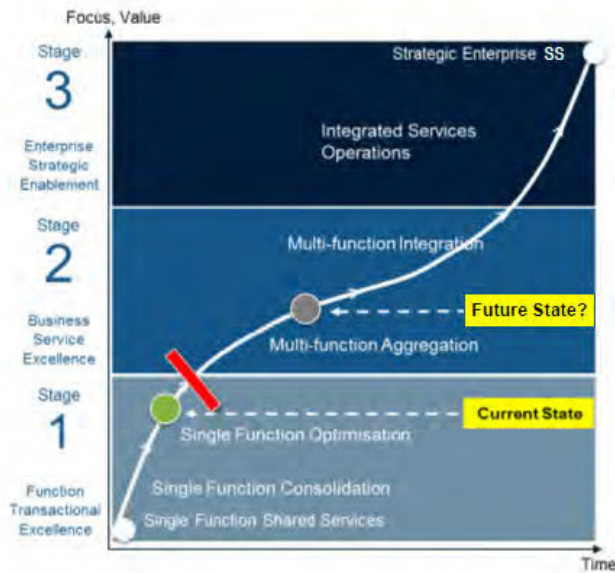 Focus, Value
Stage
3
Enterprise
Strategic
Enablement
Strategic Enterprise SS
Integrated Services
Operations
Stage
2
Business
Service
Excellence
Multi-function Integration
Future State?
Multi-function Aggregation
Stage
1
Function
Transactional
Excellence
Current State
Single Function Optimisation
Single Function Consolidation
Single Function Shared Services
Time